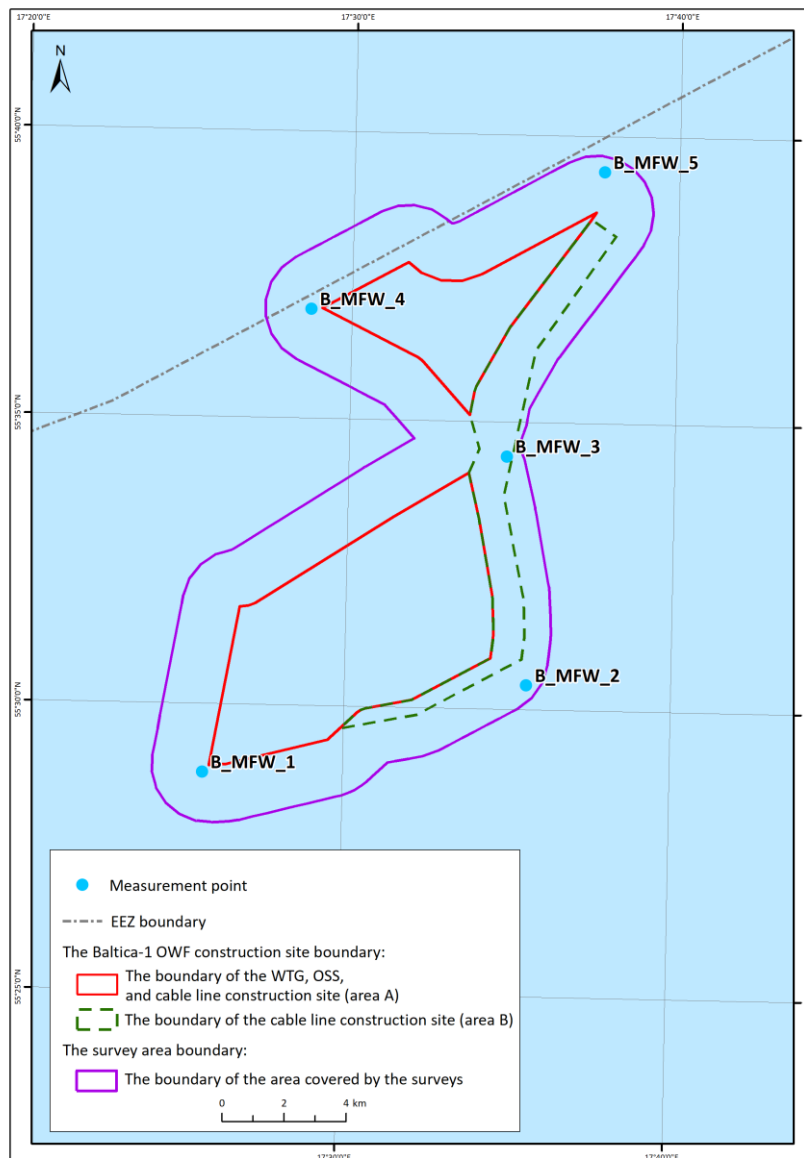 17°20'0"E
17°30'0"E
17°40'0"E
N
55°40'0"N
B_MFW_5
B_MFW_4
55°35'0"N
B_MFW_3
55°30'0"N
B_MFW_2
B_MFW_1
55°25'0"N
Measurement point
EEZ boundary
The Baltica-1 OWF construction site boundary:
The boundary of the WTG, OSS,
and cable line construction site (area A)
The boundary of the cable line construction site (area B)
The survey area boundary:
The boundary of the area covered by the surveys
0 2 4 km
17°30'0"E
17°40'0"E